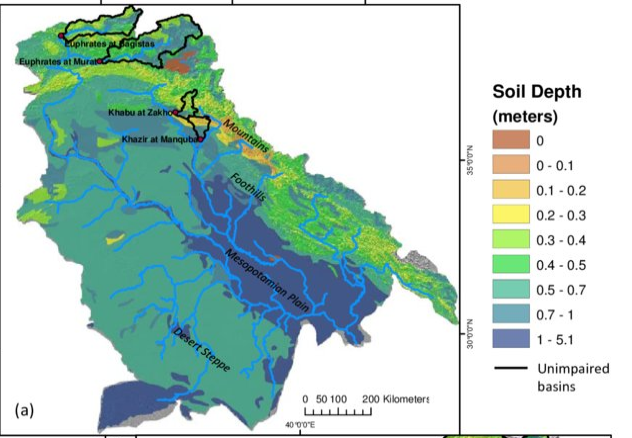 Euphrates at Bagistas
Euphrates at Murat
Khabu at Zakho
Khazir at Manquba
Mountains
Foothills
Mesopotamian Plain
Desert Steppe
(a)
0 50 100 200 Kilometers
40°0'0"E
35°0'0"N
30°0'0"N
Soil Depth
(meters)
0
0 - 0.1
0.1 - 0.2
0.2 - 0.3
0.3 - 0.4
0.4 - 0.5
0.5 - 0.7
0.7 - 1
1 - 5.1
Unimpaired
basins